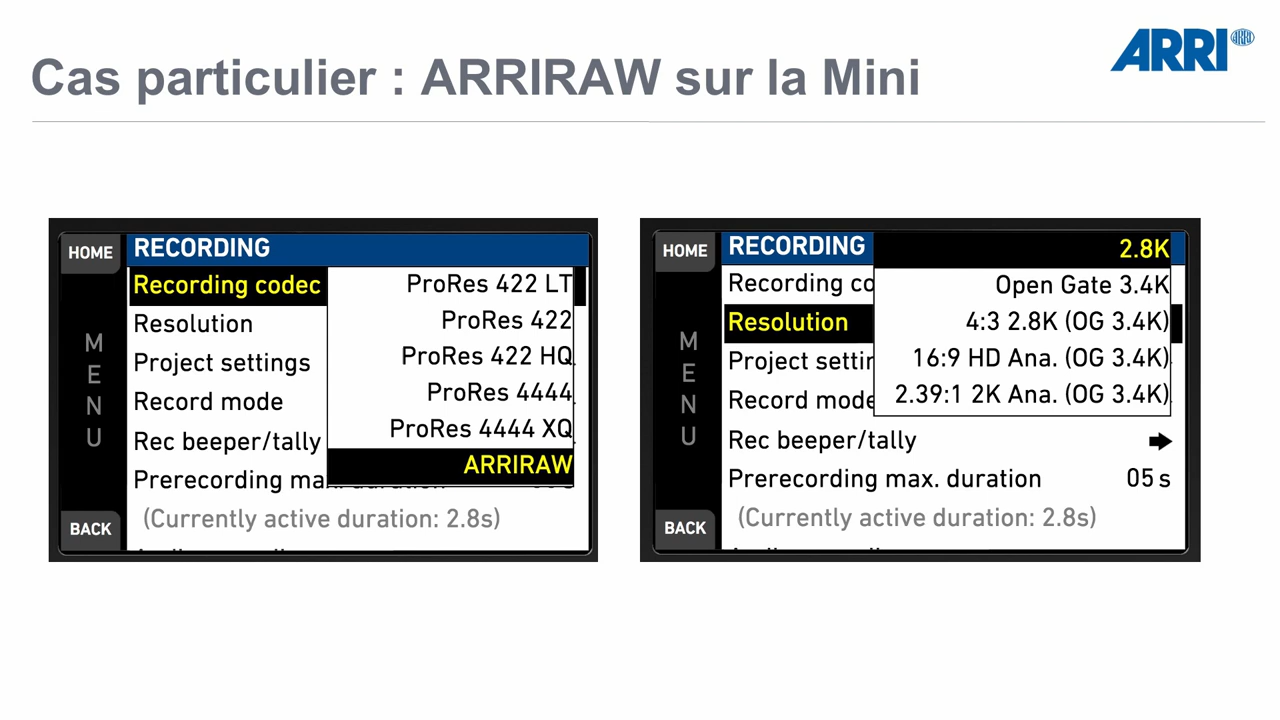 Cas particulier : ARRIRAW sur la Mini
ARRI
HOME
RECORDING
Recording codec
Resolution
Project settings
Record mode
Rec beeper/tally
(Currently active duration: 2.8s)
ProRes 422 LT
ProRes 422
ProRes 422 HQ
ProRes 4444
ProRes 4444 XQ
ARRIRAW
MENU
BACK
HOME
RECORDING
Recording co
Resolution
Project settin
Record mode
Rec beeper/tally
Prerecording max. duration 05 s
(Currently active duration: 2.8s)
2.8K
Open Gate 3.4K
4:3 2.8K (OG 3.4K)
16:9 HD Ana. (OG 3.4K)
2.39:1 2K Ana. (OG 3.4K)
MENU
BACK